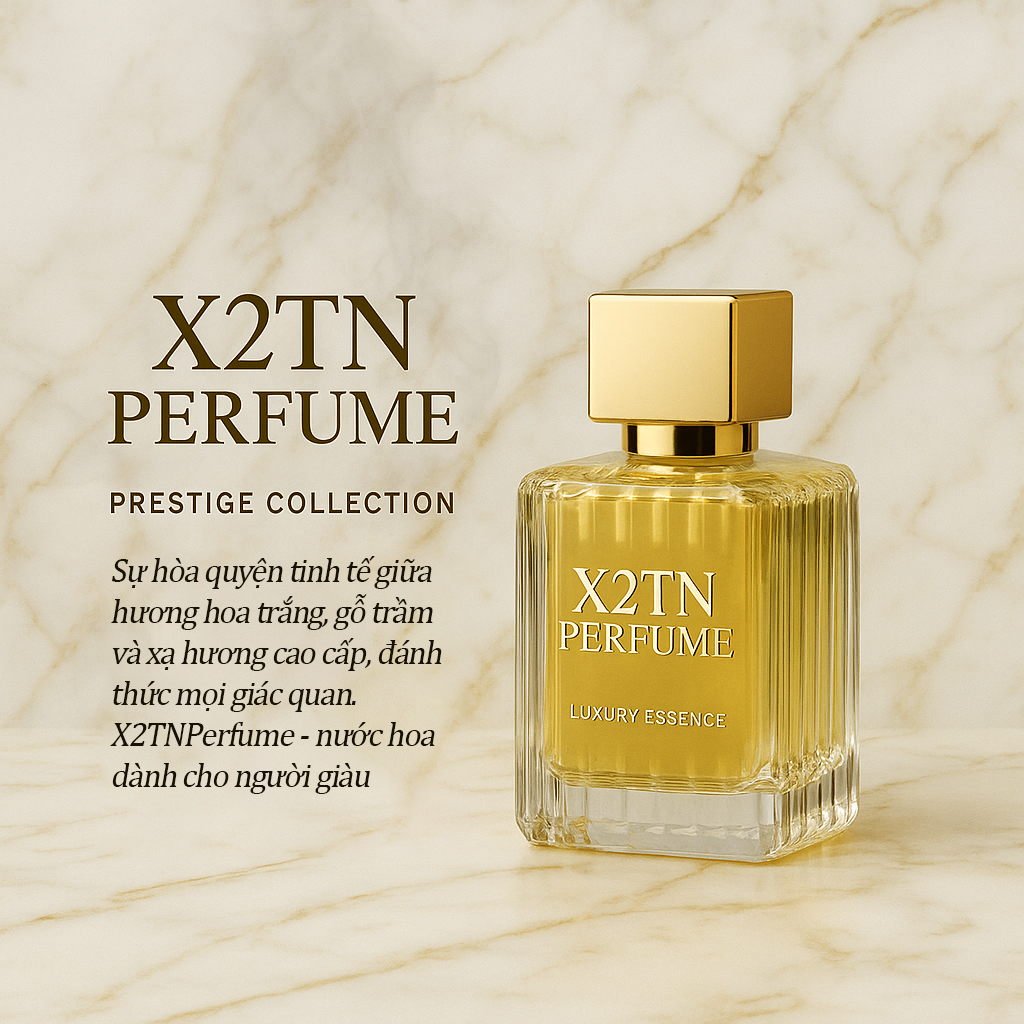 X2TN
PERFUME
PRESTIGE COLLECTION
Sự hòa quyện tinh tế giữa
hương hoa trắng, gỗ trầm
và xạ hương cao cấp, đánh
thức mọi giác quan.
X2TNPerfume - nước hoa
dành cho người giàu
X2TN
PERFUME
LUXURY ESSENCE